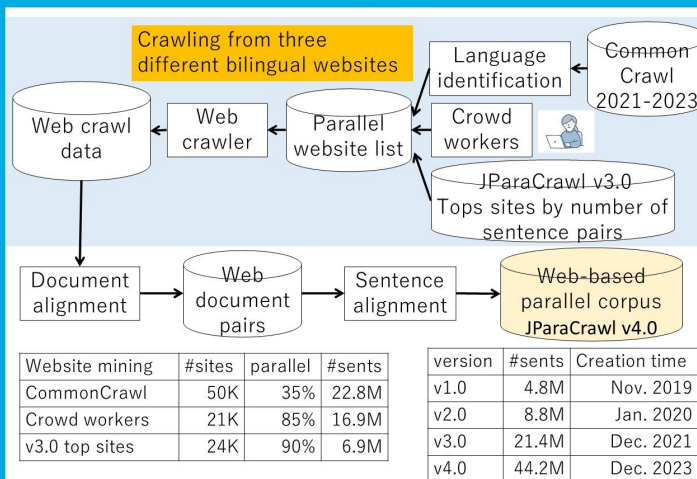 Crawling from three
different bilingual websites
Language
identification
Common
Crawl
2021-2023
Web crawl
data
Web
crawler
Parallel
website list
Crowd
workers
JParaCrawl v3.0
Tops sites by number of
sentence pairs
Document
alignment
Web
document
pairs
Sentence
alignment
Web-based
parallel corpus
JParaCrawl v4.0
Website mining #sites parallel #sents
CommonCrawl 50K 35% 22.8M
Crowd workers 21K 85% 16.9M
v3.0 top sites 24K 90% 6.9M
version #sents Creation time
v1.0 4.8M Nov. 2019
v2.0 8.8M Jan. 2020
v3.0 21.4M Dec. 2021
v4.0 44.2M Dec. 2023